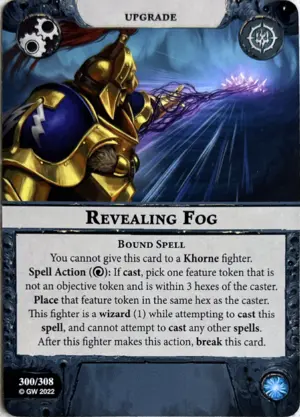 UPGRADE
REVEALING FOG
BOUND SPELL
You cannot give this card to a Khorne fighter.
Spell Action (): If cast, pick one feature token that is
not an objective token and is within 3 hexes of the caster.
Place that feature token in the same hex as the caster.
This fighter is a wizard (1) while attempting to cast this
spell, and cannot attempt to cast any other spells.
After this fighter makes this action, break this card.
300/308
© GW 2022